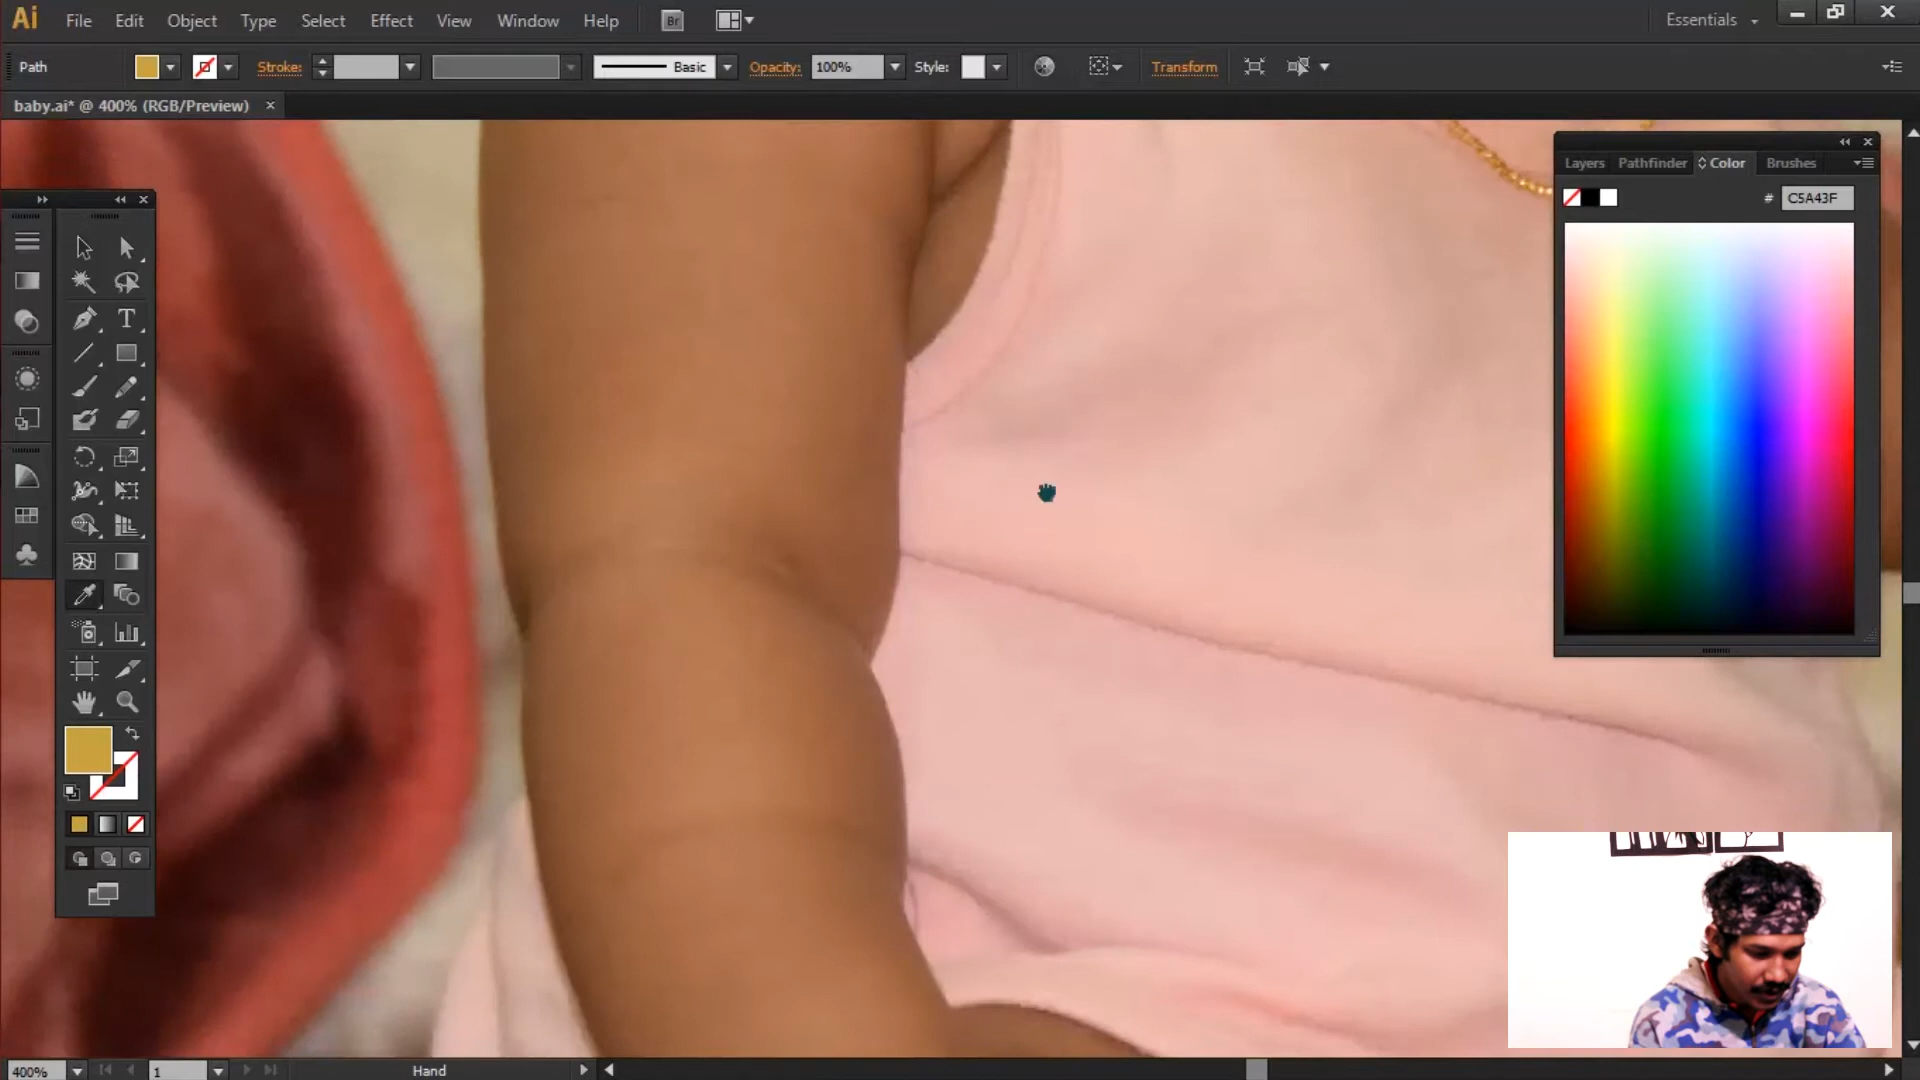 Ai File Edit Object Type Select Effect View Window Help Br Essentials
Path Stroke: Basic Opacity: 100% Style: Transform
baby.ai* @ 400% (RGB/Preview)
Layers Pathfinder Color Brushes
# C5A43F
T
400% 1 Hand